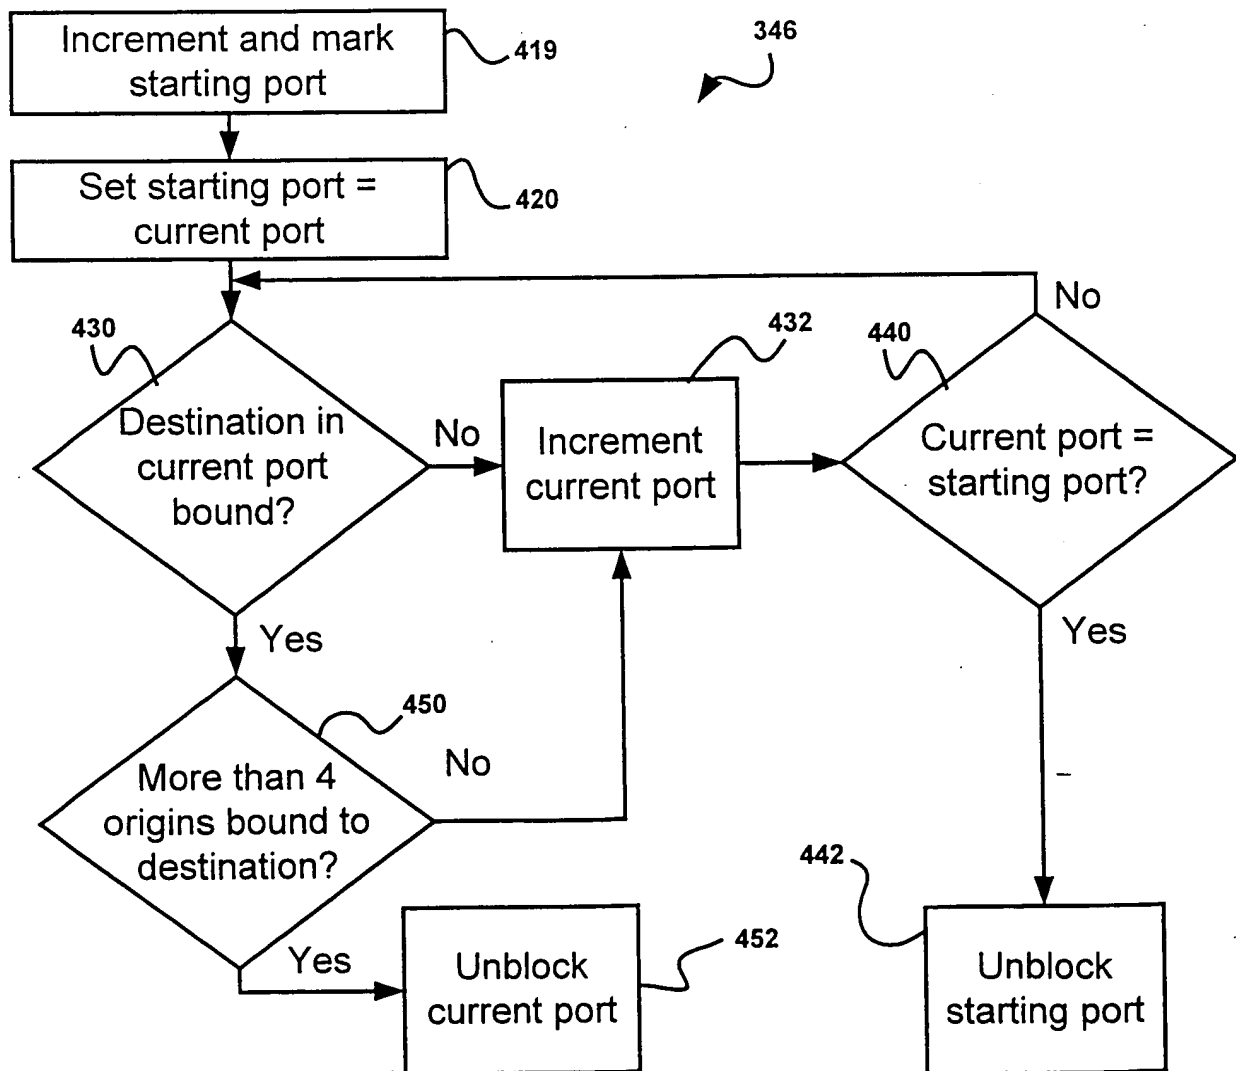 Increment and mark
starting port
419
346
Set starting port =
current port
420
No
430
432
440
Destination in
current port
bound?
No
Increment
current port
Current port =
starting port?
Yes
Yes
450
No
More than 4
origins bound to
destination?
442
Yes
452
Unblock
current port
Unblock
starting port